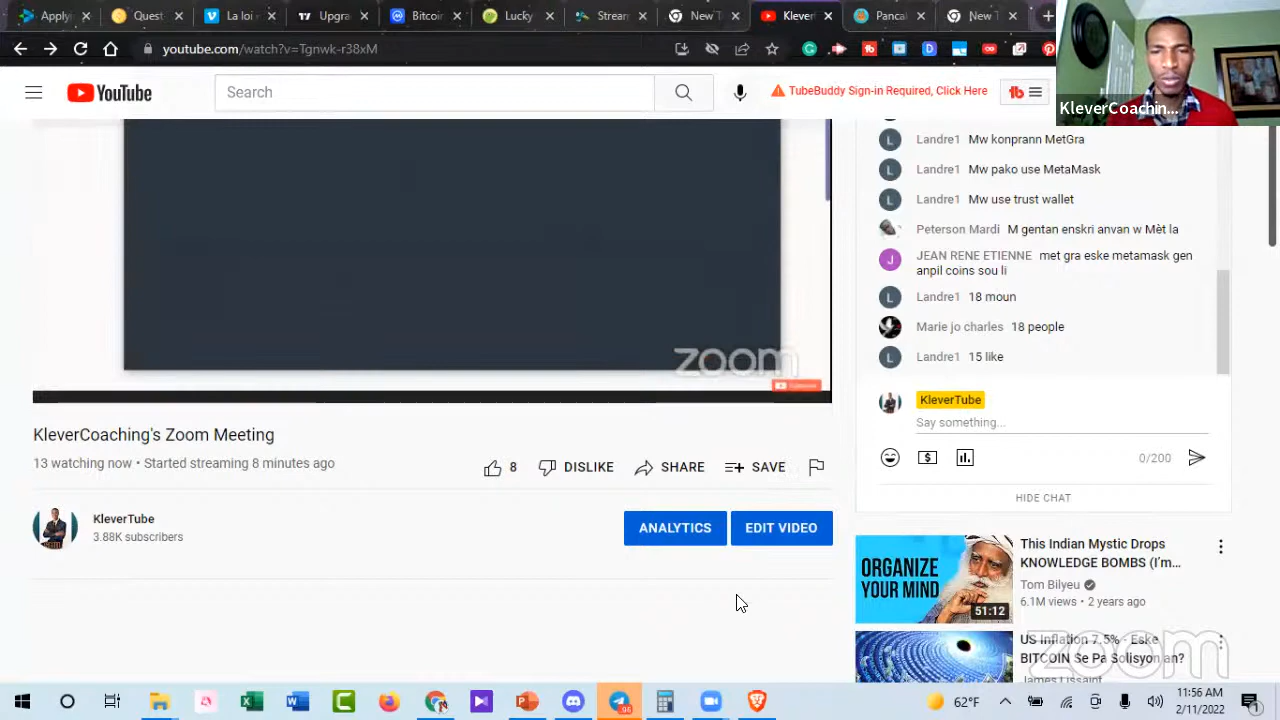 Appl
Quest
La loi
Upgra
Bitcoi
Lucky
Stream
New T
Klever
Panca
New T
youtube.com/watch?v=Tgnwk-r38xM
YouTube
Search
TubeBuddy Sign-in Required, Click Here
KleverCoachin...
Landre1 Mw konprann MetGra
Landre1 Mw pako use MetaMask
Landre1 Mw use trust wallet
Peterson Mardi M gentan enskri anvan w Mèt la
JEAN RENE ETIENNE met gra eske metamask gen
anpil coins sou li
Landre1 18 moun
Marie jo charles 18 people
Landre1 15 like
KleverTube
Say something...
0/200
HIDE CHAT
zoom
KleverCoaching's Zoom Meeting
13 watching now • Started streaming 8 minutes ago
8 DISLIKE SHARE SAVE
KleverTube
3.88K subscribers
ANALYTICS EDIT VIDEO
ORGANIZE
YOUR MIND
51:12
This Indian Mystic Drops
KNOWLEDGE BOMBS (I'm...
Tom Bilyeu
6.1M views • 2 years ago
US Inflation 7.5% - Eske
BITCOIN Se Pa Solisyon an?
James Lissaint
zoom
62°F
11:56 AM
2/11/2022